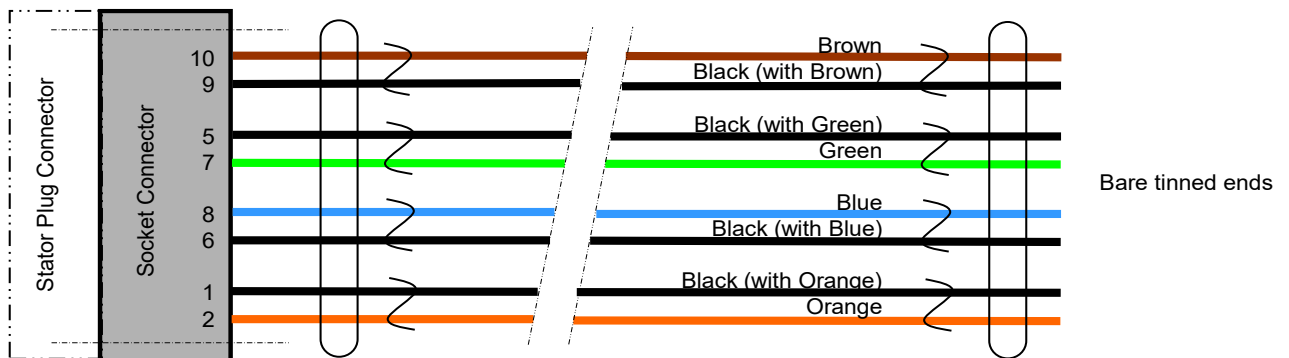 Stator Plug Connector
Socket Connector
10
Brown
9
Black (with Brown)
5
Black (with Green)
7
Green
8
Blue
6
Black (with Blue)
1
Black (with Orange)
2
Orange
Bare tinned ends